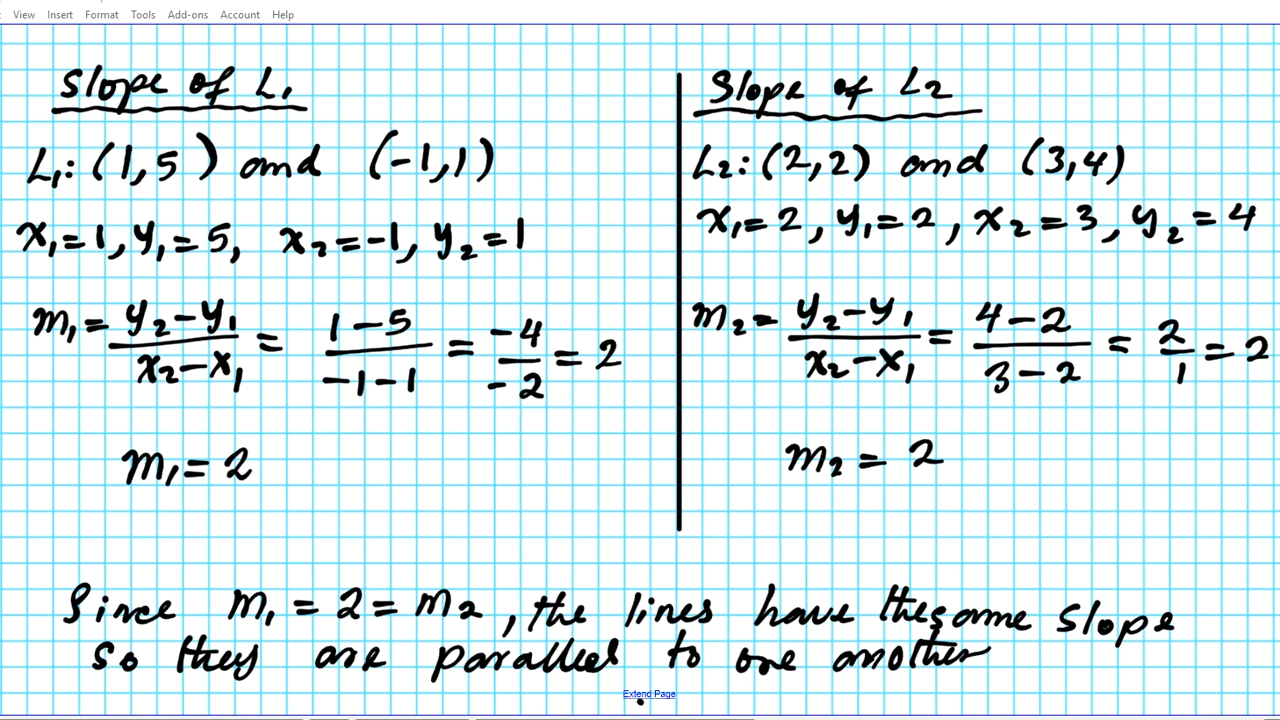 View Insert Format Tools Add-ons Account Help
Slope of L₁
L₁: (1,5) and (-1,1)
x₁=1, y₁=5, x₂=-1, y₂=1
m₁ = (y₂-y₁)/(x₂-x₁) = (1-5)/(-1-1) = -4/-2 = 2
m₁ = 2
Slope of L₂
L₂: (2,2) and (3,4)
x₁=2, y₁=2, x₂=3, y₂=4
m₂ = (y₂-y₁)/(x₂-x₁) = (4-2)/(3-2) = 2/1 = 2
m₂ = 2
Since m₁ = 2 = m₂, the lines have the same slope
so they are parallel to one another
Extend Page